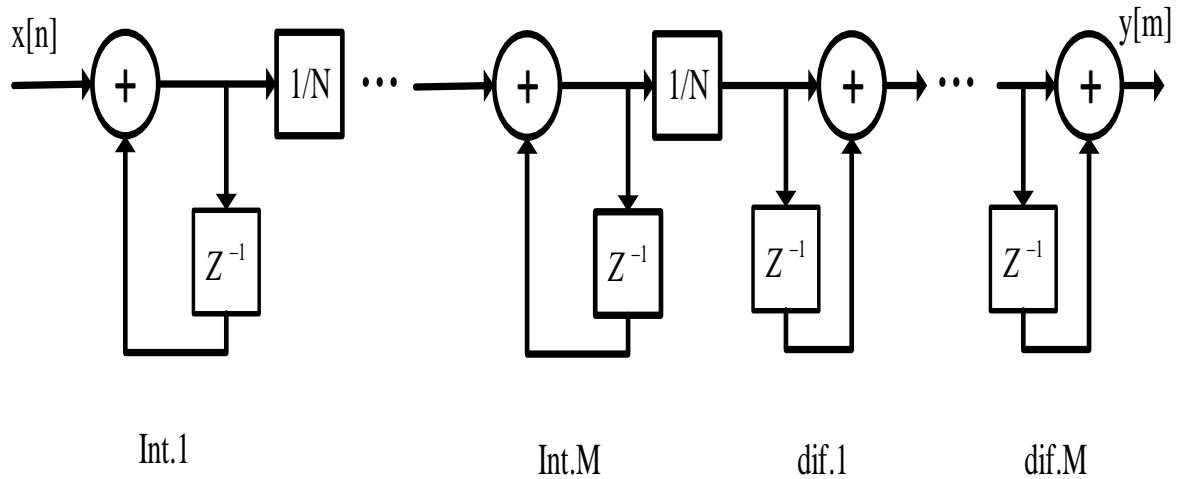 x[n] + 1/N ··· + 1/N + ··· + y[m]
Z⁻¹ Z⁻¹ Z⁻¹ Z⁻¹
Int.1 Int.M dif.1 dif.M